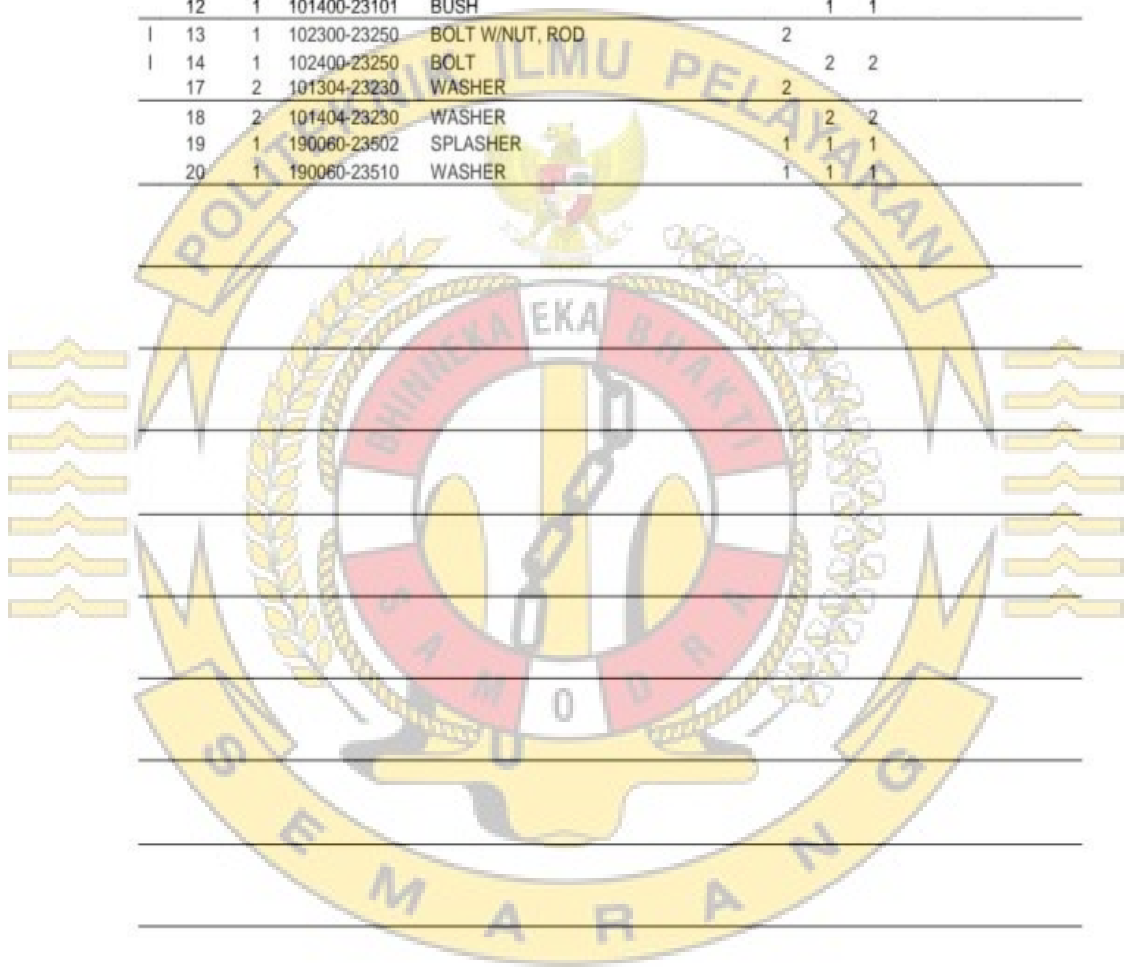 12 1 101400-23101 BUSH 1 1
I 13 1 102300-23250 BOLT W/NUT, ROD 2
I 14 1 102400-23250 BOLT 2 2
17 2 101304-23230 WASHER 2
18 2 101404-23230 WASHER 2 2
19 1 190060-23502 SPLASHER 1 1 1
20 1 190060-23510 WASHER 1 1 1
POLITEKNIK ILMU PELAYARAN
BHINNEKA EKA BHAKTI
SAMODRA
SEMARANG